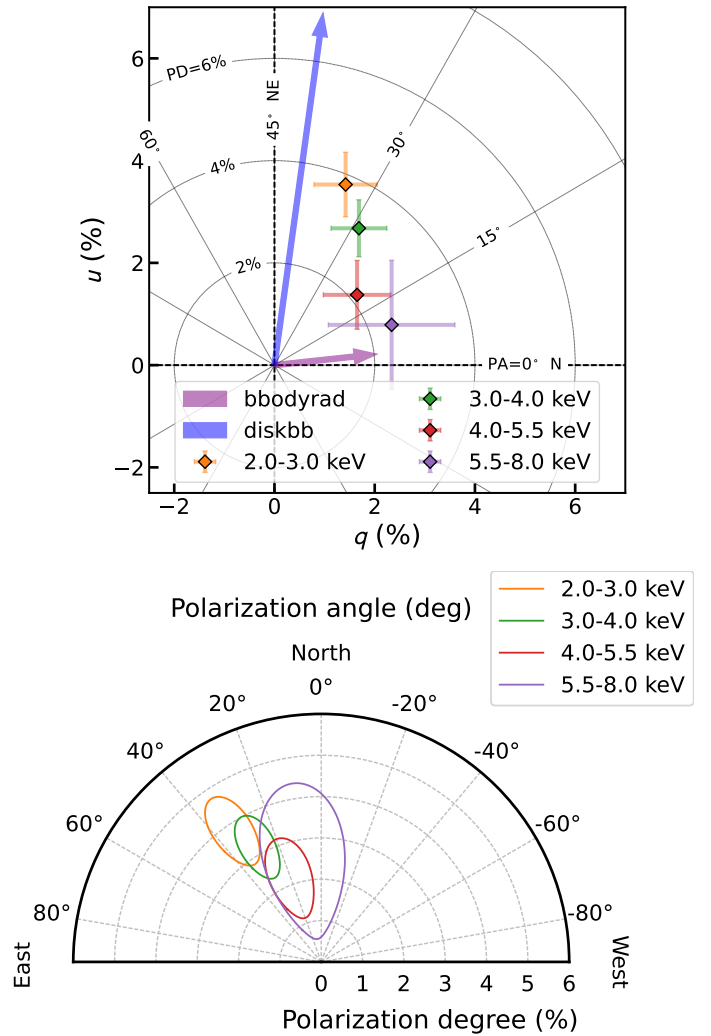 6
4
2
0
−2
u (%)
PD=6%
4%
2%
60°
45° NE
30°
15°
PA=0° N
bbodyrad
diskbb
2.0-3.0 keV
3.0-4.0 keV
4.0-5.5 keV
5.5-8.0 keV
−2 0 2 4 6
q (%)
2.0-3.0 keV
3.0-4.0 keV
4.0-5.5 keV
5.5-8.0 keV
Polarization angle (deg)
North
0°
20° -20°
40° -40°
60° -60°
80° -80°
East West
0 1 2 3 4 5 6
Polarization degree (%)